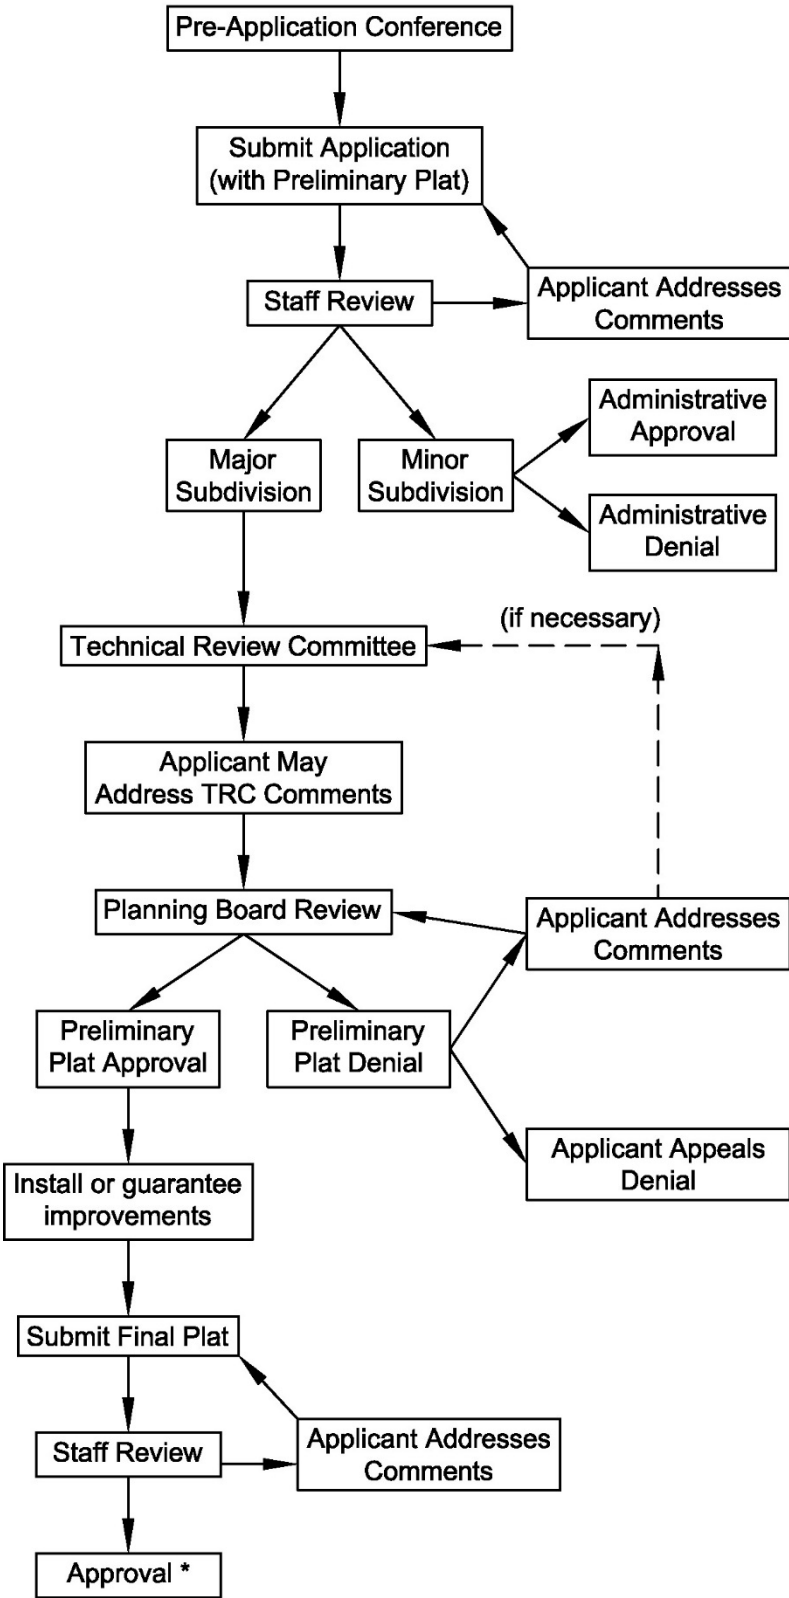 Pre-Application Conference
Submit Application
(with Preliminary Plat)
Staff Review
Applicant Addresses
Comments
Administrative
Approval
Major
Subdivision
Minor
Subdivision
Administrative
Denial
(if necessary)
Technical Review Committee
Applicant May
Address TRC Comments
Planning Board Review
Applicant Addresses
Comments
Preliminary
Plat Approval
Preliminary
Plat Denial
Applicant Appeals
Denial
Install or guarantee
improvements
Submit Final Plat
Staff Review
Applicant Addresses
Comments
Approval *